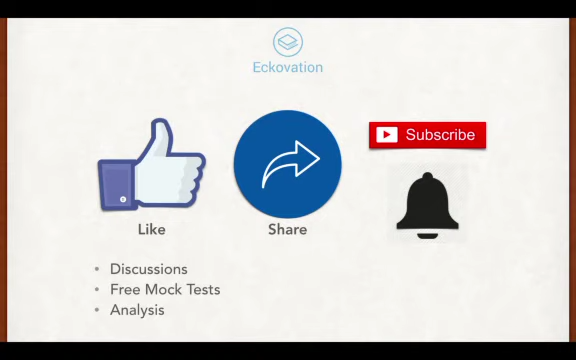 Eckovation
Subscribe
Like
Share
Discussions
Free Mock Tests
Analysis